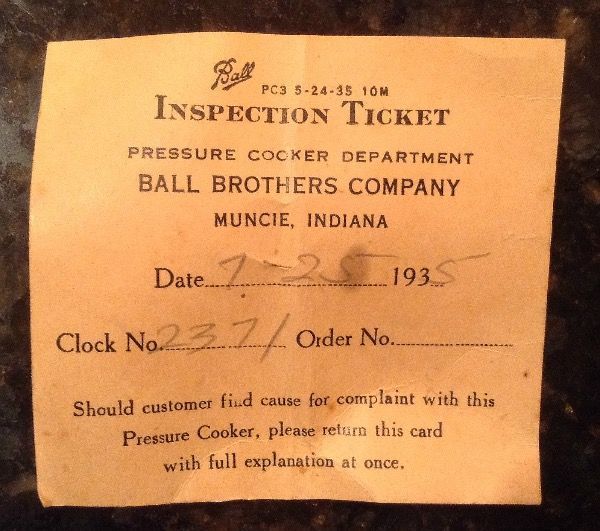 Ball
PC3 5-24-35 10M
INSPECTION TICKET
PRESSURE COOKER DEPARTMENT
BALL BROTHERS COMPANY
MUNCIE, INDIANA
Date 7-25 1935
Clock No. 2371 Order No.
Should customer find cause for complaint with this
Pressure Cooker, please return this card
with full explanation at once.